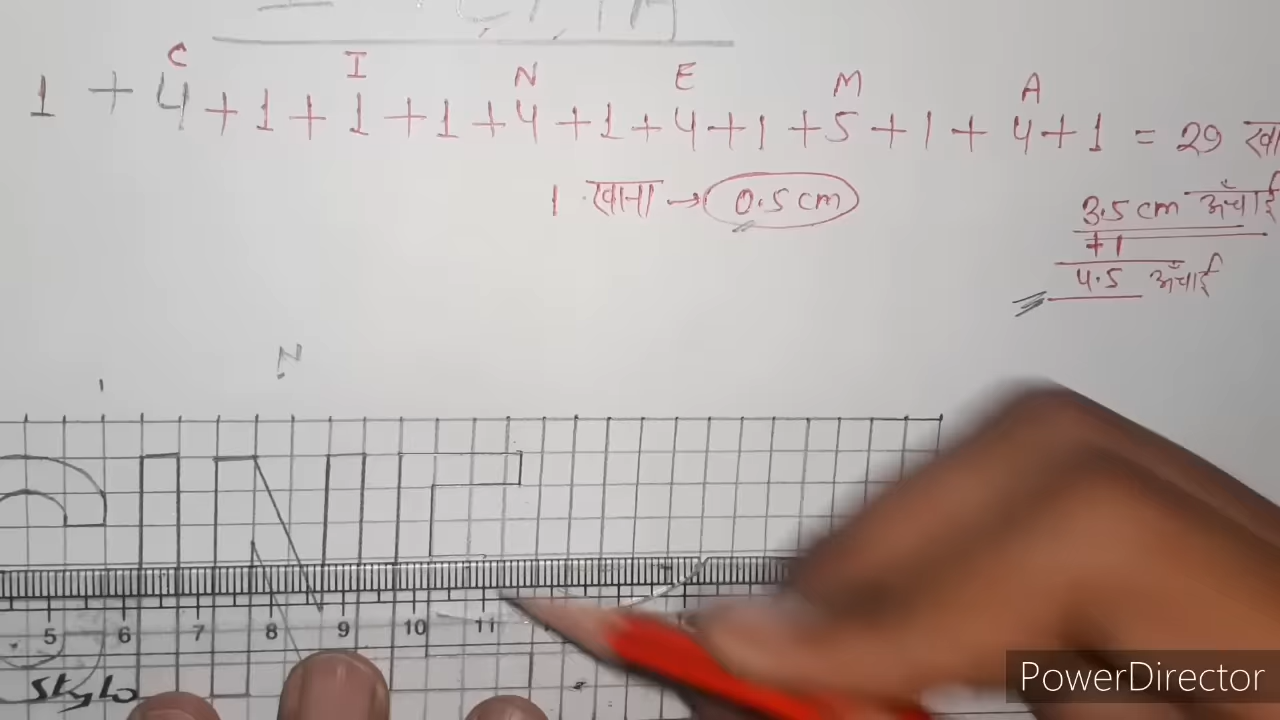 C I N E M A
1 + 4 + 1 + 1 + 1 + 4 + 1 + 4 + 1 + 5 + 1 + 4 + 1 = 29
1 खाना → 0.5 cm
3.5 cm ऊँचाई
+1
4.5 ऊँचाई
N
5 6 7 8 9 10 11
Stylo
PowerDirector